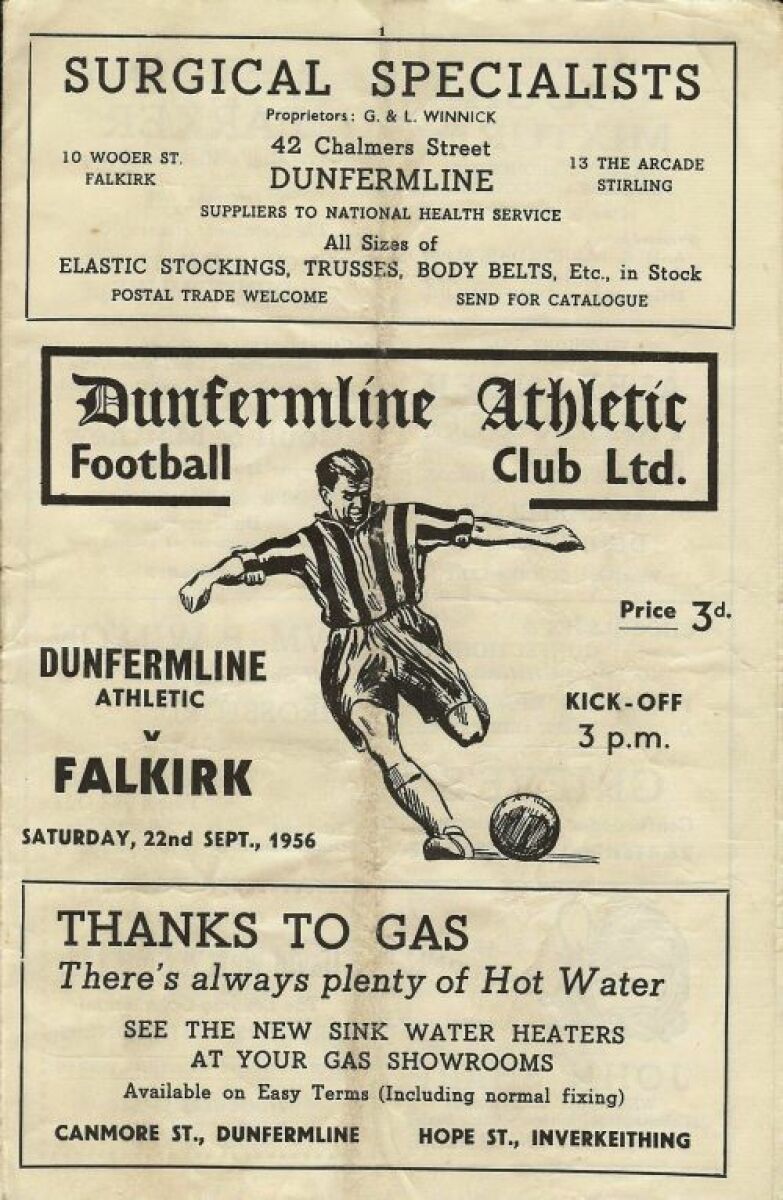 1
SURGICAL SPECIALISTS
Proprietors: G. & L. WINNICK
42 Chalmers Street
10 WOOER ST.
FALKIRK
DUNFERMLINE
13 THE ARCADE
STIRLING
SUPPLIERS TO NATIONAL HEALTH SERVICE
All Sizes of
ELASTIC STOCKINGS, TRUSSES, BODY BELTS, Etc., in Stock
POSTAL TRADE WELCOME SEND FOR CATALOGUE
Dunfermline Athletic
Football Club Ltd.
Price 3d.
DUNFERMLINE
ATHLETIC
v
FALKIRK
KICK-OFF
3 p.m.
SATURDAY, 22nd SEPT., 1956
THANKS TO GAS
There's always plenty of Hot Water
SEE THE NEW SINK WATER HEATERS
AT YOUR GAS SHOWROOMS
Available on Easy Terms (Including normal fixing)
CANMORE ST., DUNFERMLINE HOPE ST., INVERKEITHING